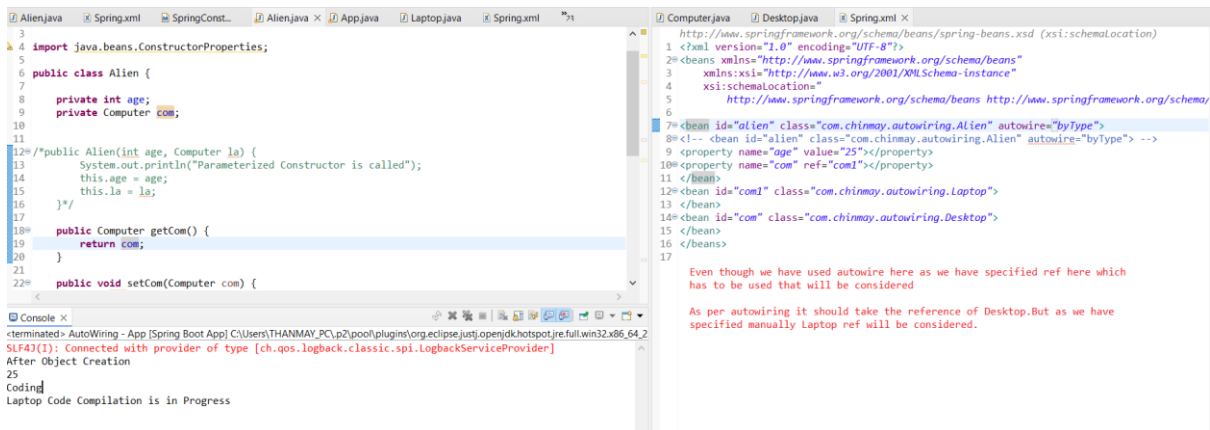 Alien.java Spring.xml SpringConst... Alien.java App.java Laptop.java Spring.xml »73
3
4 import java.beans.ConstructorProperties;
5
6 public class Alien {
7
8 private int age;
9 private Computer com;
10
11
12 /*public Alien(int age, Computer la) {
13 System.out.println("Parameterized Constructor is called");
14 this.age = age;
15 this.la = la;
16 }*/
17
18 public Computer getCom() {
19 return com;
20 }
21
22 public void setCom(Computer com) {
Console
<terminated> AutoWiring - App [Spring Boot App] C:\Users\THANMAY_PC\.p2\pool\plugins\org.eclipse.justj.openjdk.hotspot.jre.full.win32.x86_64_2
SLF4J(I): Connected with provider of type [ch.qos.logback.classic.spi.LogbackServiceProvider]
After Object Creation
25
Coding
Laptop Code Compilation is in Progress
Computer.java Desktop.java Spring.xml
http://www.springframework.org/schema/beans/spring-beans.xsd (xsi:schemaLocation)
1 <?xml version="1.0" encoding="UTF-8"?>
2 <beans xmlns="http://www.springframework.org/schema/beans"
3 xmlns:xsi="http://www.w3.org/2001/XMLSchema-instance"
4 xsi:schemaLocation="
5 http://www.springframework.org/schema/beans http://www.springframework.org/schema/
6
7 <bean id="alien" class="com.chinmay.autowiring.Alien" autowire="byType">
8 <!-- <bean id="alien" class="com.chinmay.autowiring.Alien" autowire="byType"> -->
9 <property name="age" value="25"></property>
10 <property name="com" ref="com1"></property>
11 </bean>
12 <bean id="com1" class="com.chinmay.autowiring.Laptop">
13 </bean>
14 <bean id="com" class="com.chinmay.autowiring.Desktop">
15 </bean>
16 </beans>
17
Even though we have used autowire here as we have specified ref here which
has to be used that will be considered
As per autowiring it should take the reference of Desktop.But as we have
specified manually Laptop ref will be considered.